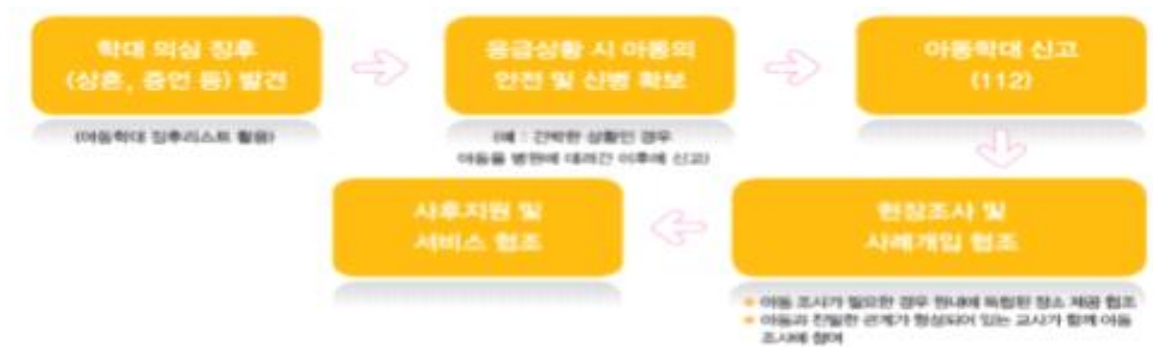 학대 의심 징후
(상흔, 증언 등) 발견
(아동학대 징후리스트 활용)
응급상황 시 아동의
안전 및 신병 확보
(예 : 긴박한 상황인 경우
아동을 병원에 데려간 이후에 신고)
아동학대 신고
(112)
현장조사 및
사례개입 협조
아동 조사가 필요한 경우 원내에 독립된 장소 제공 협조
아동과 친밀한 관계가 형성되어 있는 교사가 함께 아동
조사에 참여
사후지원 및
서비스 협조